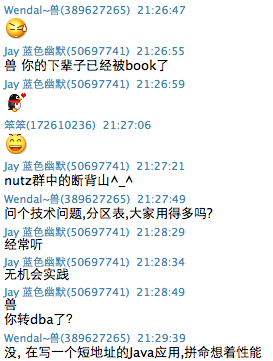 Wendal~兽(389627265) 21:26:47
Jay 蓝色幽默(50697741) 21:26:55
兽 你的下辈子已经被book了
Jay 蓝色幽默(50697741) 21:26:59
笨笨(172610236) 21:27:06
Jay 蓝色幽默(50697741) 21:27:21
nutz群中的断背山^_^
Wendal~兽(389627265) 21:27:49
问个技术问题,分区表,大家用得多吗?
Jay 蓝色幽默(50697741) 21:28:29
经常听
Jay 蓝色幽默(50697741) 21:28:34
无机会实践
Jay 蓝色幽默(50697741) 21:28:49
兽
你转dba了?
Wendal~兽(389627265) 21:29:39
没, 在写一个短地址的Java应用,拼命想着性能